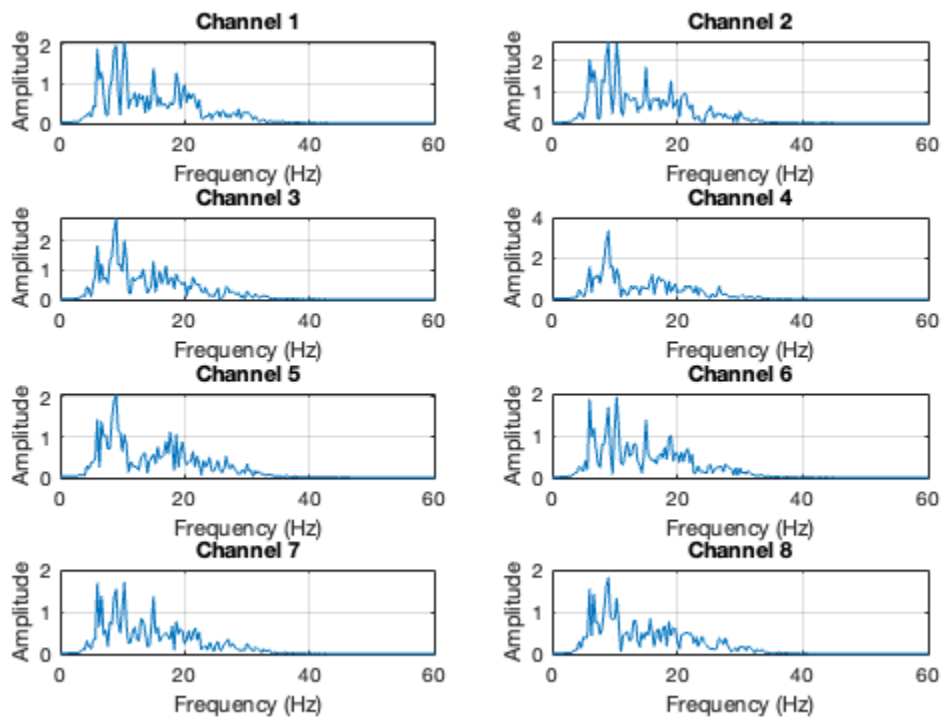 Channel 1
Amplitude
2
1
0
0 20 40 60
Frequency (Hz)
Channel 2
Amplitude
2
1
0
0 20 40 60
Frequency (Hz)
Channel 3
Amplitude
2
1
0
0 20 40 60
Frequency (Hz)
Channel 4
Amplitude
4
2
0
0 20 40 60
Frequency (Hz)
Channel 5
Amplitude
2
1
0
0 20 40 60
Frequency (Hz)
Channel 6
Amplitude
2
1
0
0 20 40 60
Frequency (Hz)
Channel 7
Amplitude
2
1
0
0 20 40 60
Frequency (Hz)
Channel 8
Amplitude
2
1
0
0 20 40 60
Frequency (Hz)